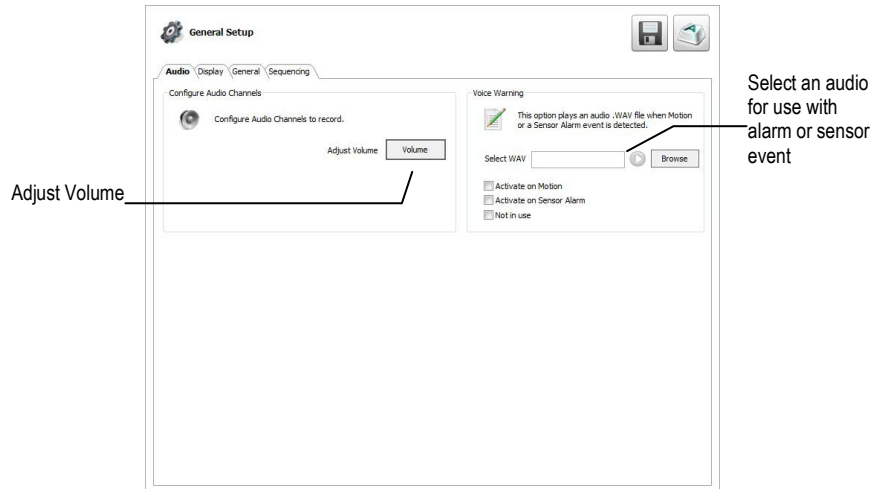 General Setup
Audio Display General Sequencing
Configure Audio Channels
Configure Audio Channels to record.
Adjust Volume Volume
Voice Warning
This option plays an audio .WAV file when Motion
or a Sensor Alarm event is detected.
Select WAV Browse
Activate on Motion
Activate on Sensor Alarm
Not in use
Adjust Volume
Select an audio
for use with
alarm or sensor
event